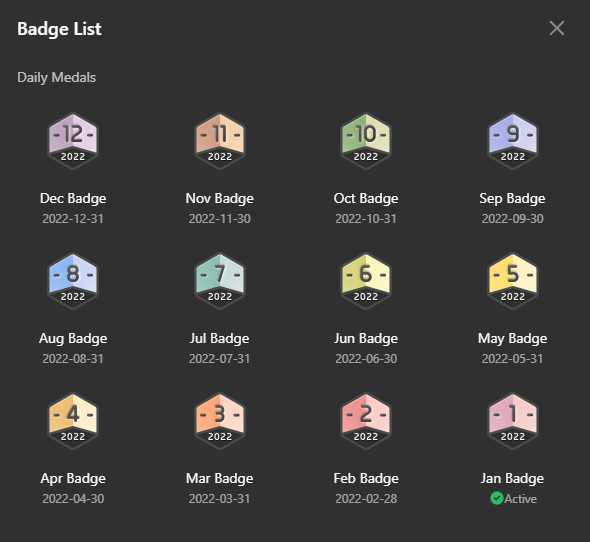 Badge List
Daily Medals
-12- -11- -10- -9-
2022 2022 2022 2022
Dec Badge Nov Badge Oct Badge Sep Badge
2022-12-31 2022-11-30 2022-10-31 2022-09-30
-8- -7- -6- -5-
2022 2022 2022 2022
Aug Badge Jul Badge Jun Badge May Badge
2022-08-31 2022-07-31 2022-06-30 2022-05-31
-4- -3- -2- -1-
2022 2022 2022 2022
Apr Badge Mar Badge Feb Badge Jan Badge
2022-04-30 2022-03-31 2022-02-28 Active